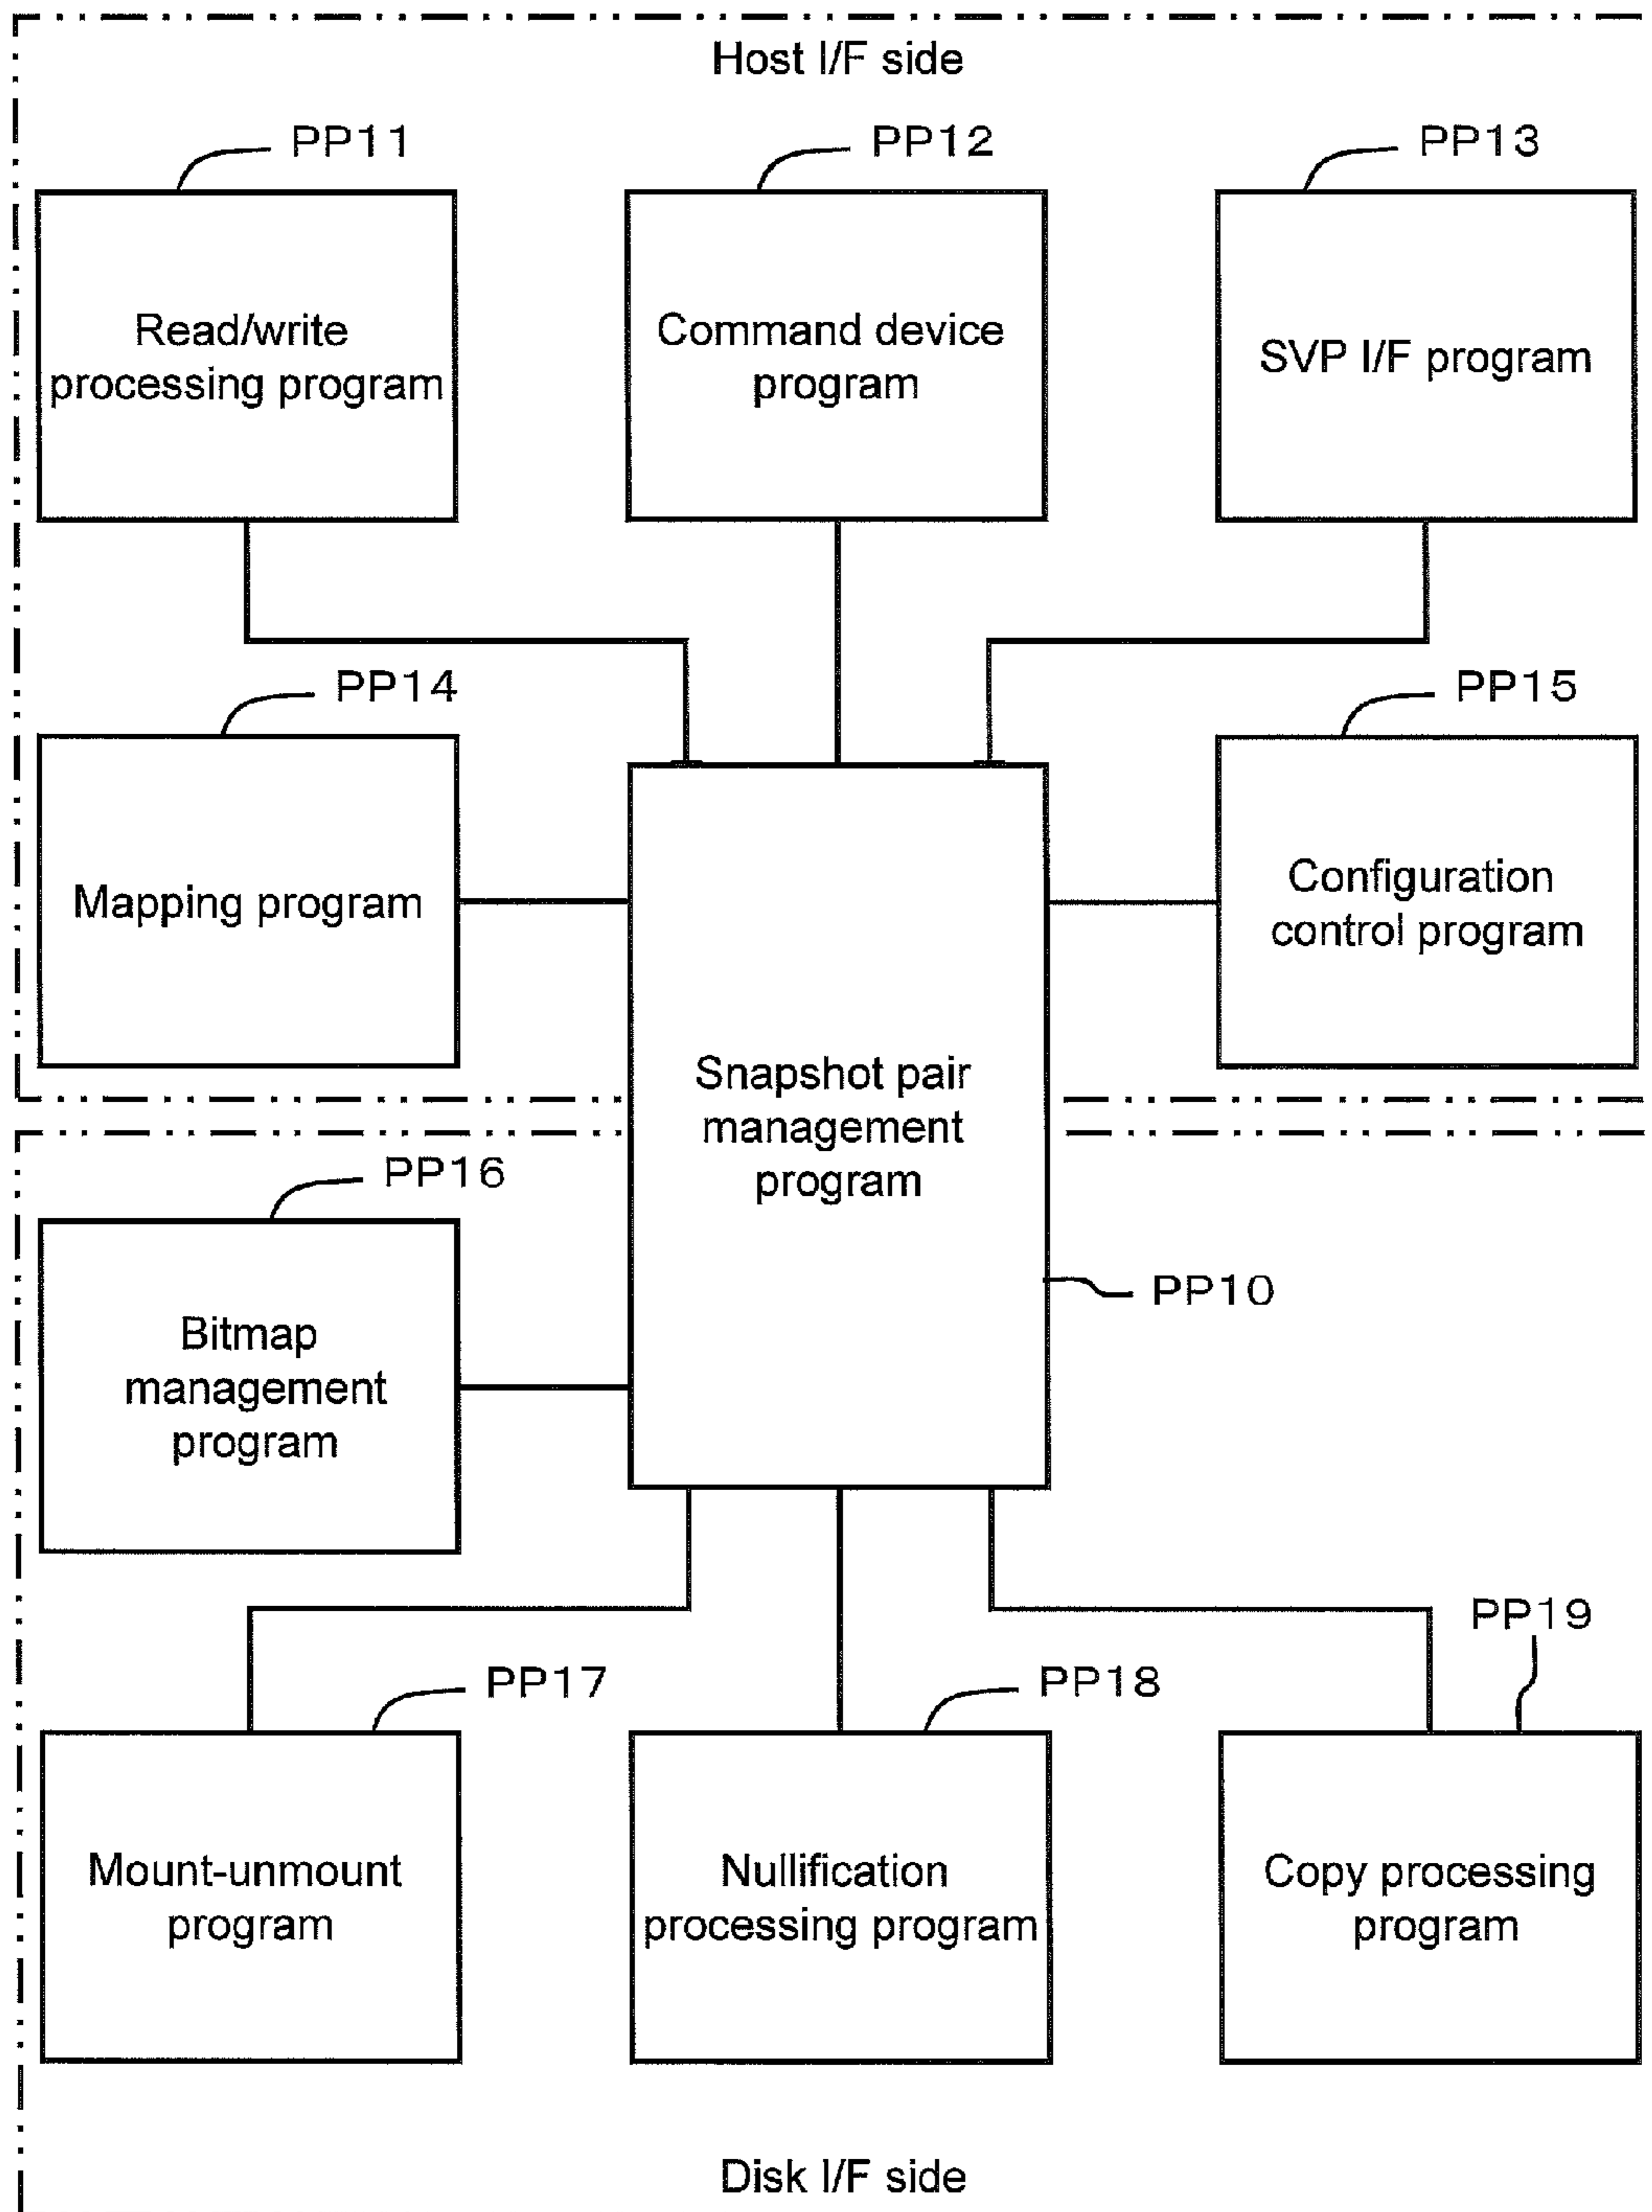 Host I/F side
PP11
PP12
PP13
Read/write
processing program
Command device
program
SVP I/F program
PP14
PP15
Mapping program
Configuration
control program
Snapshot pair
management
program
PP16
PP10
Bitmap
management
program
PP19
PP17
PP18
Mount-unmount
program
Nullification
processing program
Copy processing
program
Disk I/F side